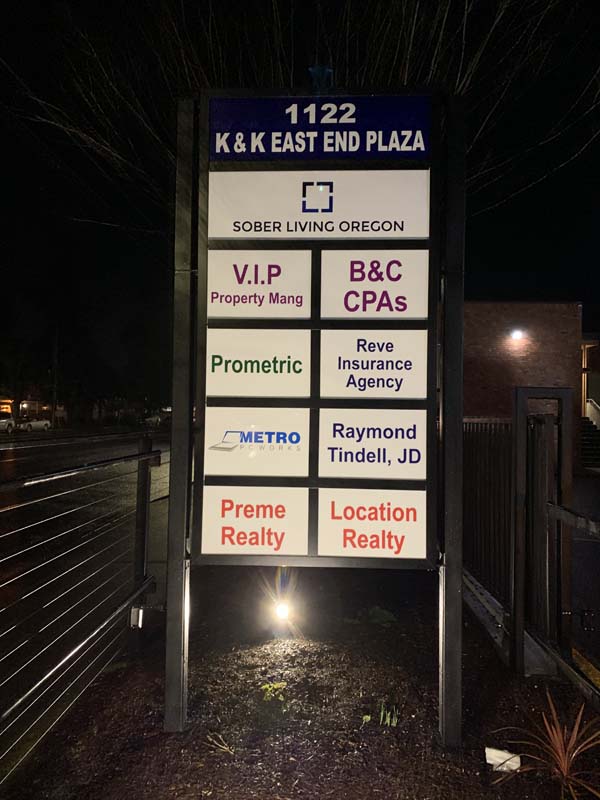 1122
K & K EAST END PLAZA
SOBER LIVING OREGON
V.I.P
Property Mang
B&C
CPAs
Prometric
Reve
Insurance
Agency
METRO
PCWORKS
Raymond
Tindell, JD
Preme
Realty
Location
Realty